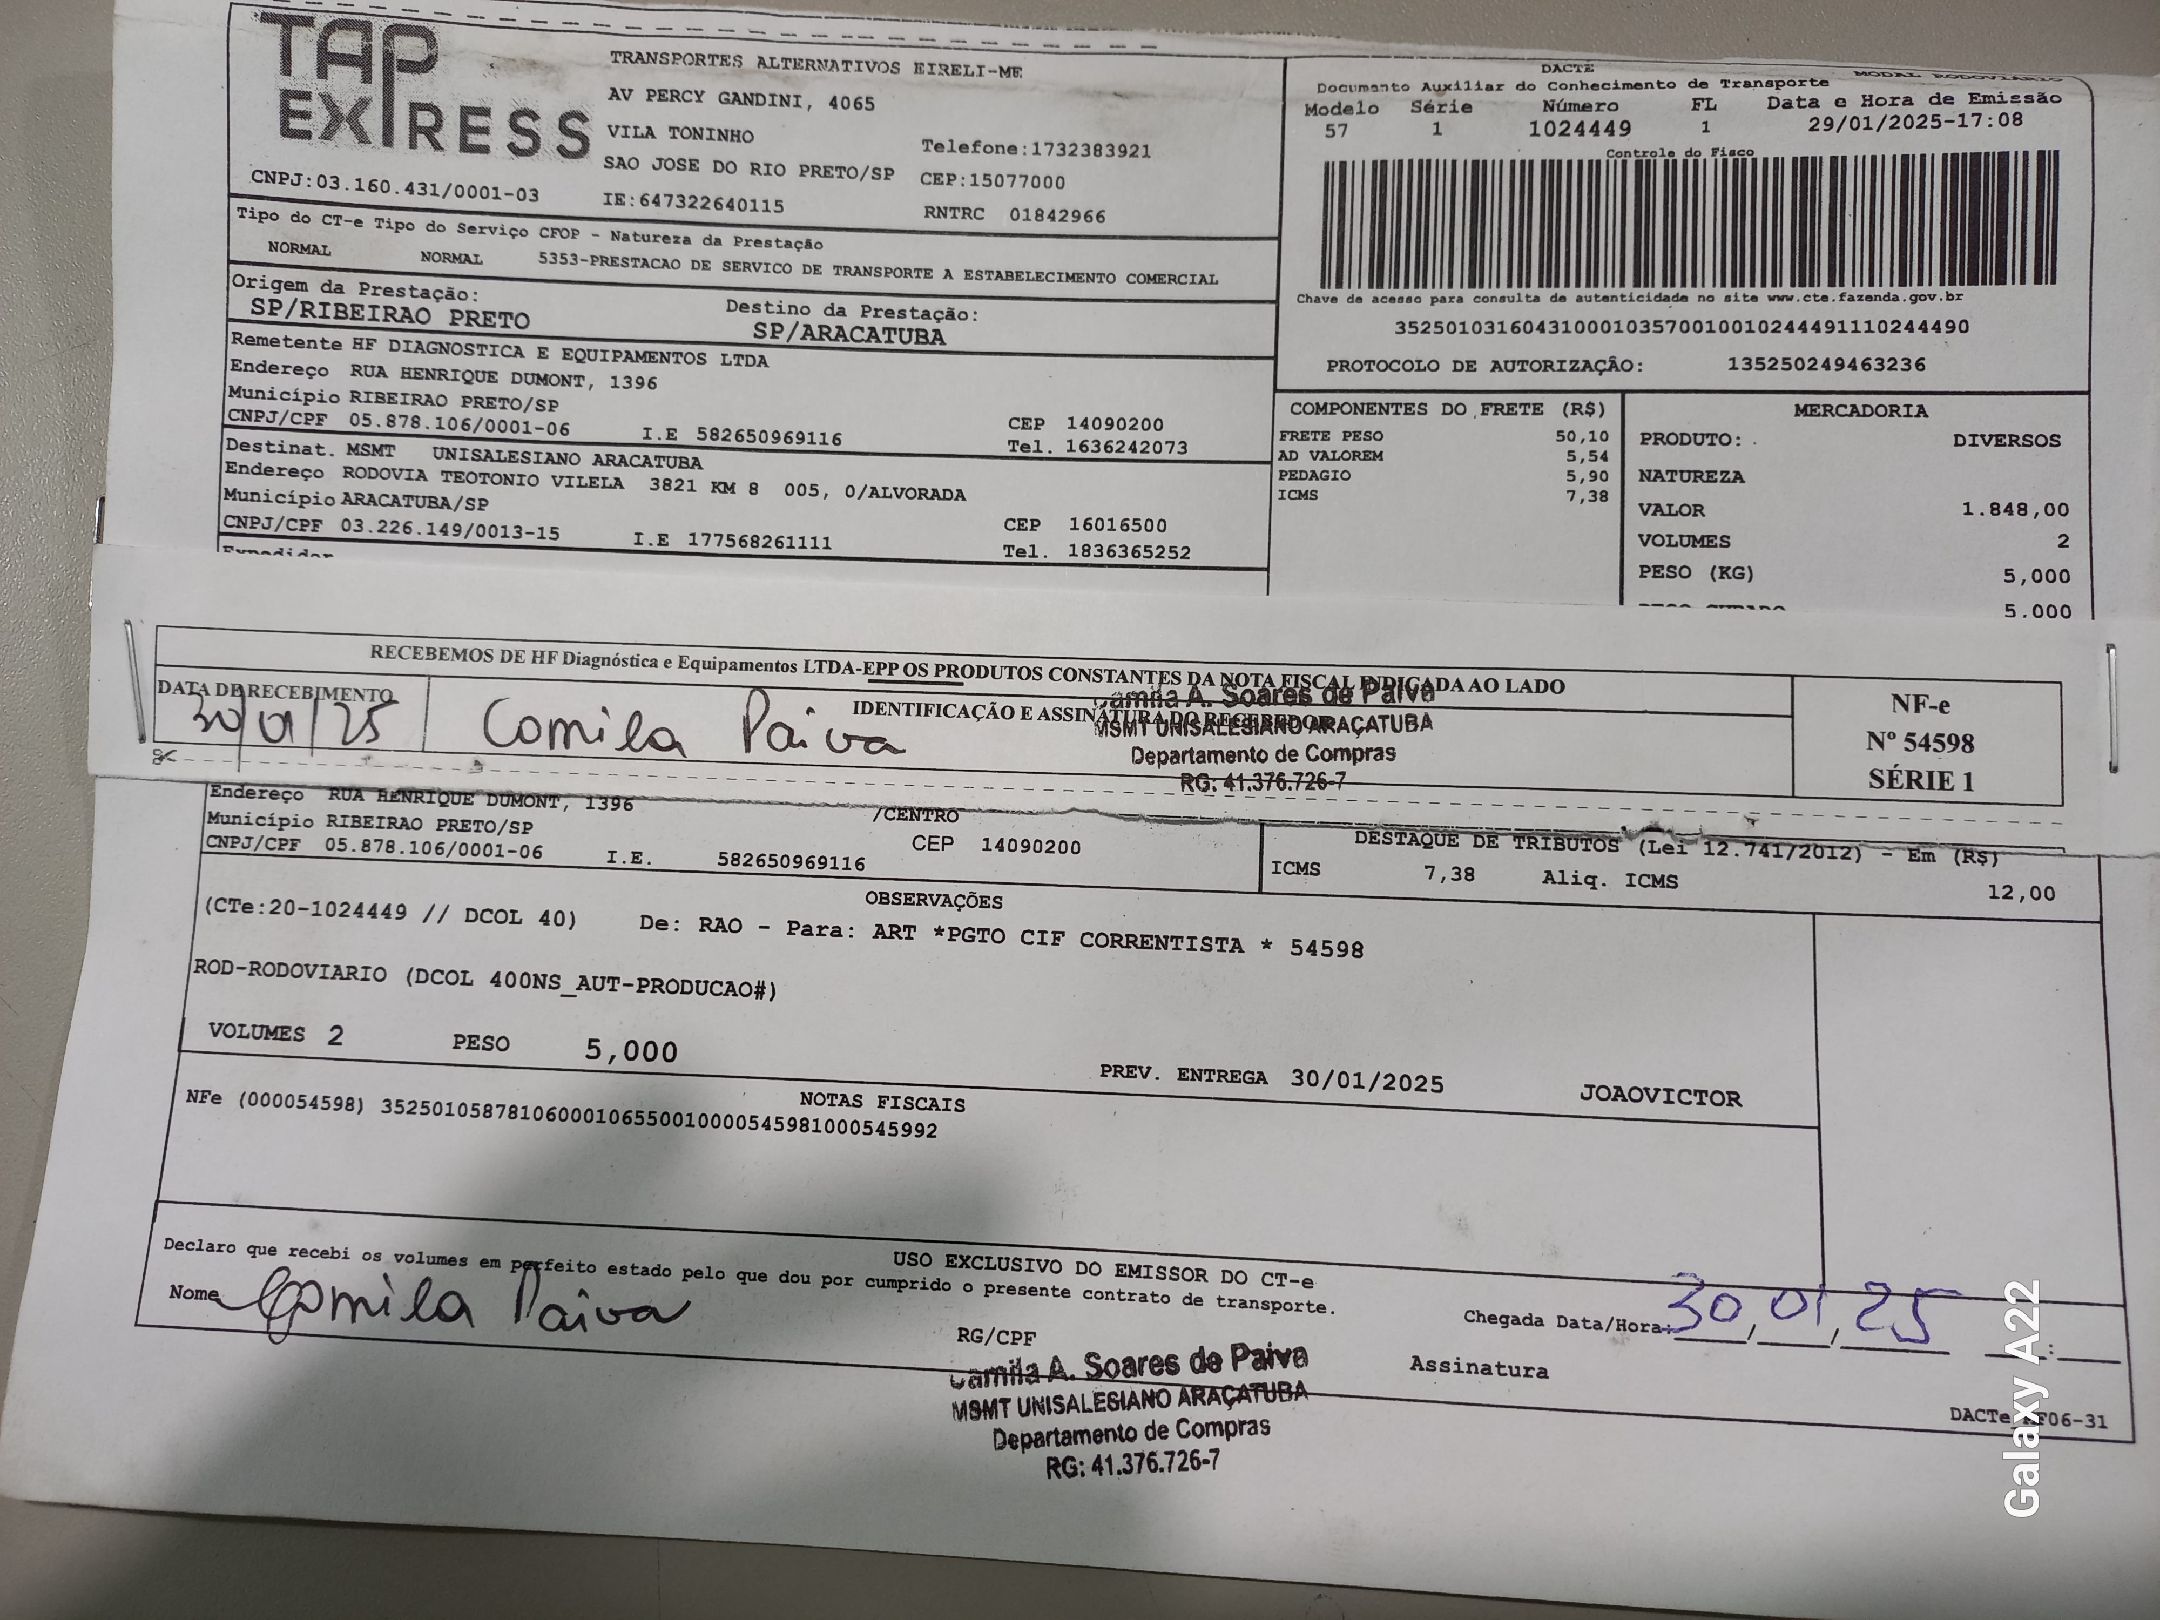 TAP EXPRESS
TRANSPORTES ALTERNATIVOS EIRELI-ME
AV PERCY GANDINI, 4065
VILA TONINHO
Telefone:1732383921
SAO JOSE DO RIO PRETO/SP CEP:15077000
CNPJ:03.160.431/0001-03 IE:647322640115 RNTRC 01842966
Tipo do CT-e Tipo do Serviço CFOP - Natureza da Prestação
NORMAL NORMAL 5353-PRESTACAO DE SERVICO DE TRANSPORTE A ESTABELECIMENTO COMERCIAL
Origem da Prestação: Destino da Prestação:
SP/RIBEIRAO PRETO SP/ARACATUBA
Remetente HF DIAGNOSTICA E EQUIPAMENTOS LTDA
Endereço RUA HENRIQUE DUMONT, 1396
Município RIBEIRAO PRETO/SP CEP 14090200
CNPJ/CPF 05.878.106/0001-06 I.E 582650969116 Tel. 1636242073
Destinat. MSMT UNISALESIANO ARACATUBA
Endereço RODOVIA TEOTONIO VILELA 3821 KM 8 005, 0/ALVORADA
Município ARACATUBA/SP CEP 16016500
CNPJ/CPF 03.226.149/0013-15 I.E 177568261111 Tel. 1836365252
DACTE MODAL RODOVIARIO
Documento Auxiliar do Conhecimento de Transporte
Modelo Série Número FL Data e Hora de Emissão
57 1 1024449 1 29/01/2025-17:08
Controle do Fisco
Chave de acesso para consulta de autenticidade no site www.cte.fazenda.gov.br
35250103160431000103570010010244491110244490
PROTOCOLO DE AUTORIZAÇÃO: 135250249463236
COMPONENTES DO FRETE (R$)
FRETE PESO 50,10
AD VALOREM 5,54
PEDAGIO 5,90
ICMS 7,38
MERCADORIA
PRODUTO: DIVERSOS
NATUREZA
VALOR 1.848,00
VOLUMES 2
PESO (KG) 5,000
5.000
RECEBEMOS DE HF Diagnóstica e Equipamentos LTDA-EPP OS PRODUTOS CONSTANTES DA NOTA FISCAL INDICADA AO LADO
DATA DE RECEBIMENTO
30/01/25
IDENTIFICAÇÃO E ASSINATURA DO RECEBEDOR
Camila Paiva
Camila A. Soares de Paiva
MSMT UNISALESIANO ARAÇATUBA
Departamento de Compras
RG: 41.376.726-7
NF-e
Nº 54598
SÉRIE 1
Endereço RUA HENRIQUE DUMONT, 1396 /CENTRO
Município RIBEIRAO PRETO/SP CEP 14090200
CNPJ/CPF 05.878.106/0001-06 I.E. 582650969116
DESTAQUE DE TRIBUTOS (Lei 12.741/2012) - Em (R$)
ICMS 7,38 Aliq. ICMS 12,00
OBSERVAÇÕES
(CTe:20-1024449 // DCOL 40) De: RAO - Para: ART *PGTO CIF CORRENTISTA * 54598
ROD-RODOVIARIO (DCOL 400NS_AUT-PRODUCAO#)
VOLUMES 2 PESO 5,000 PREV. ENTREGA 30/01/2025 JOAOVICTOR
NOTAS FISCAIS
NFe (000054598) 35250105878106000106550010000545981000545992
USO EXCLUSIVO DO EMISSOR DO CT-e
Declaro que recebi os volumes em perfeito estado pelo que dou por cumprido o presente contrato de transporte.
Nome Camila Paiva RG/CPF
Chegada Data/Hora: 30/01/25 :
Assinatura
Camila A. Soares de Paiva
MSMT UNISALESIANO ARAÇATUBA
Departamento de Compras
RG: 41.376.726-7
Galaxy A22